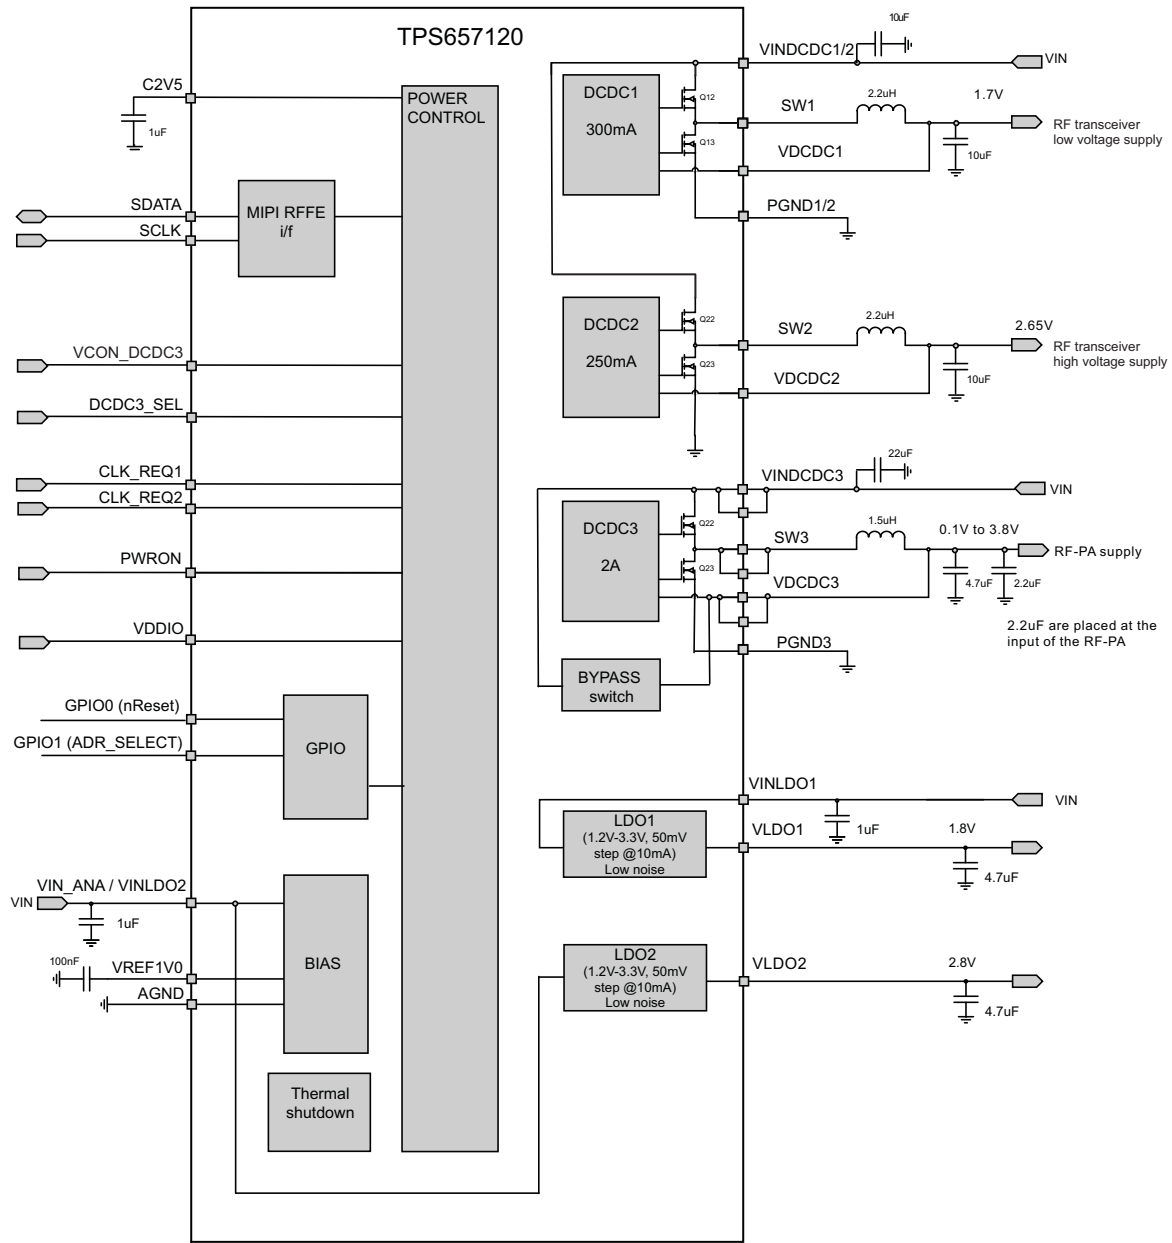 TPS657120
C2V5
1uF
POWER
CONTROL
SDATA
SCLK
MIPI RFFE
i/f
VCON_DCDC3
DCDC3_SEL
CLK_REQ1
CLK_REQ2
PWRON
VDDIO
GPIO0 (nReset)
GPIO1 (ADR_SELECT)
GPIO
VIN
VIN_ANA / VINLDO2
1uF
100nF
VREF1V0
AGND
BIAS
Thermal
shutdown
10uF
VINDCDC1/2
VIN
DCDC1
300mA
Q12
Q13
SW1
2.2uH
1.7V
RF transceiver
low voltage supply
VDCDC1
10uF
PGND1/2
DCDC2
250mA
Q22
Q23
SW2
2.2uH
2.65V
RF transceiver
high voltage supply
VDCDC2
10uF
22uF
VINDCDC3
VIN
DCDC3
2A
Q22
Q23
SW3
1.5uH
0.1V to 3.8V
RF-PA supply
VDCDC3
4.7uF
2.2uF
2.2uF are placed at the
input of the RF-PA
PGND3
BYPASS
switch
VINLDO1
VIN
1uF
LDO1
(1.2V-3.3V, 50mV
step @10mA)
Low noise
VLDO1
1.8V
4.7uF
LDO2
(1.2V-3.3V, 50mV
step @10mA)
Low noise
VLDO2
2.8V
4.7uF